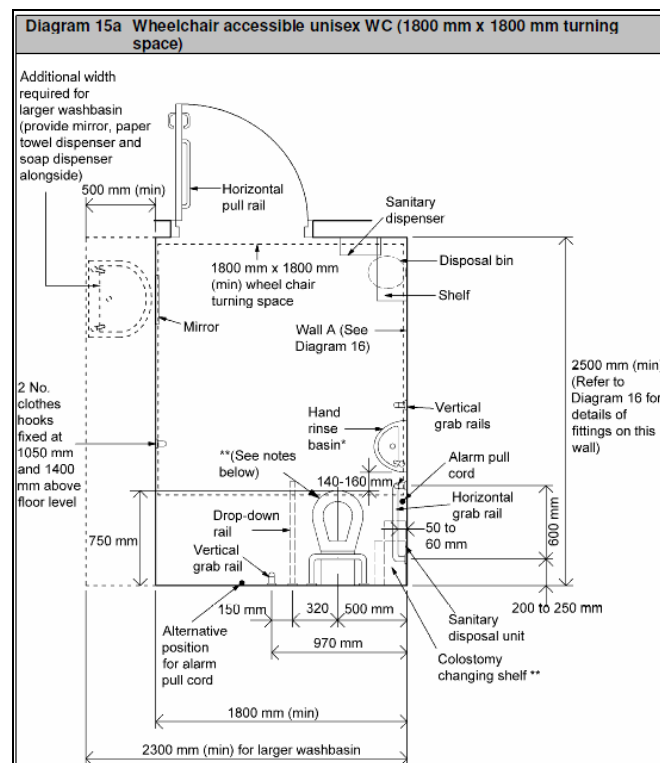 Diagram 15a Wheelchair accessible unisex WC (1800 mm x 1800 mm turning
space)
Additional width
required for
larger washbasin
(provide mirror, paper
towel dispenser and
soap dispenser
alongside)
500 mm (min)
Horizontal
pull rail
Sanitary
dispenser
1800 mm x 1800 mm
(min) wheel chair
turning space
Disposal bin
Shelf
Mirror
Wall A (See
Diagram 16)
2500 mm (min)
(Refer to
Diagram 16 for
details of
fittings on this
wall)
2 No.
clothes
hooks
fixed at
1050 mm
and 1400
mm above
floor level
Hand
rinse
basin*
Vertical
grab rails
**(See notes
below)
140-160 mm
Alarm pull
cord
Horizontal
grab rail
750 mm
Drop-down
rail
50 to
60 mm
600 mm
Vertical
grab rail
150 mm
320
500 mm
200 to 250 mm
Alternative
position
for alarm
pull cord
970 mm
Sanitary
disposal unit
Colostomy
changing shelf **
1800 mm (min)
2300 mm (min) for larger washbasin